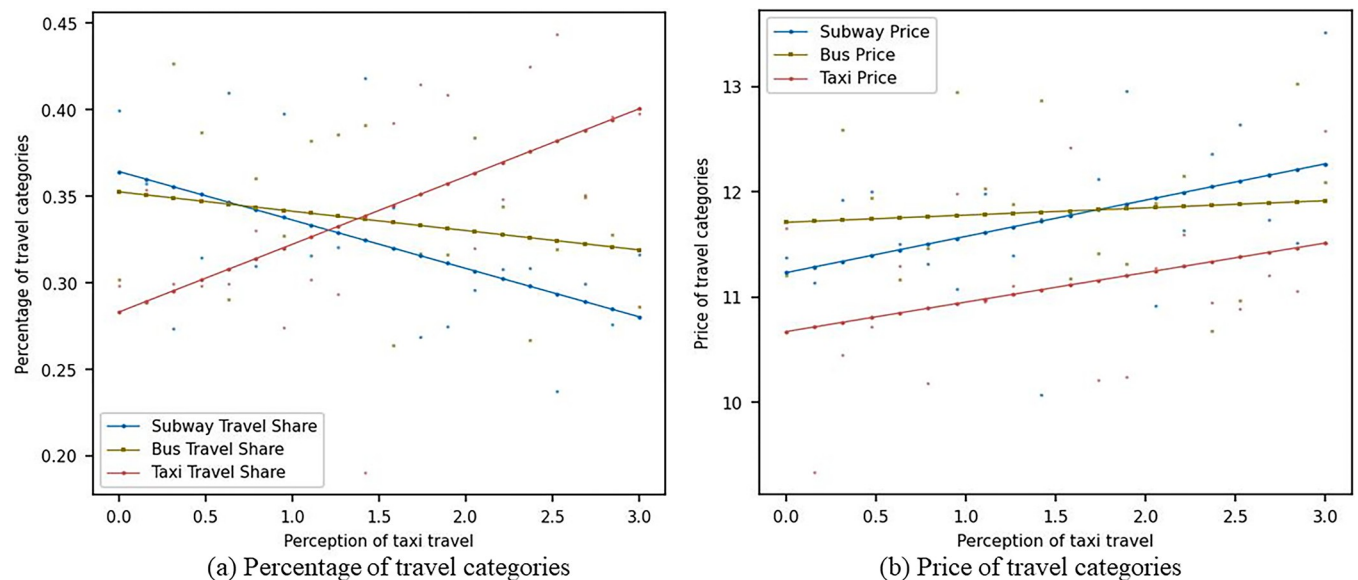 0.45
0.40
0.35
0.30
0.25
0.20
Percentage of travel categories
Subway Travel Share
Bus Travel Share
Taxi Travel Share
0.0 0.5 1.0 1.5 2.0 2.5 3.0
Perception of taxi travel
(a) Percentage of travel categories
Subway Price
Bus Price
Taxi Price
13
12
11
10
Price of travel categories
0.0 0.5 1.0 1.5 2.0 2.5 3.0
Perception of taxi travel
(b) Price of travel categories